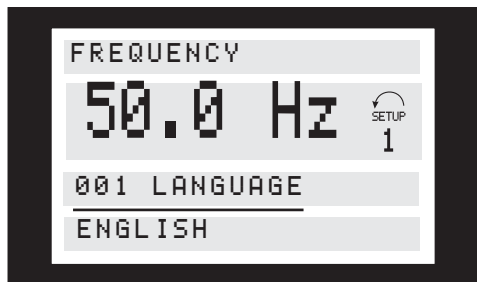 FREQUENCY
50.0 Hz
SETUP
1
001 LANGUAGE
ENGLISH